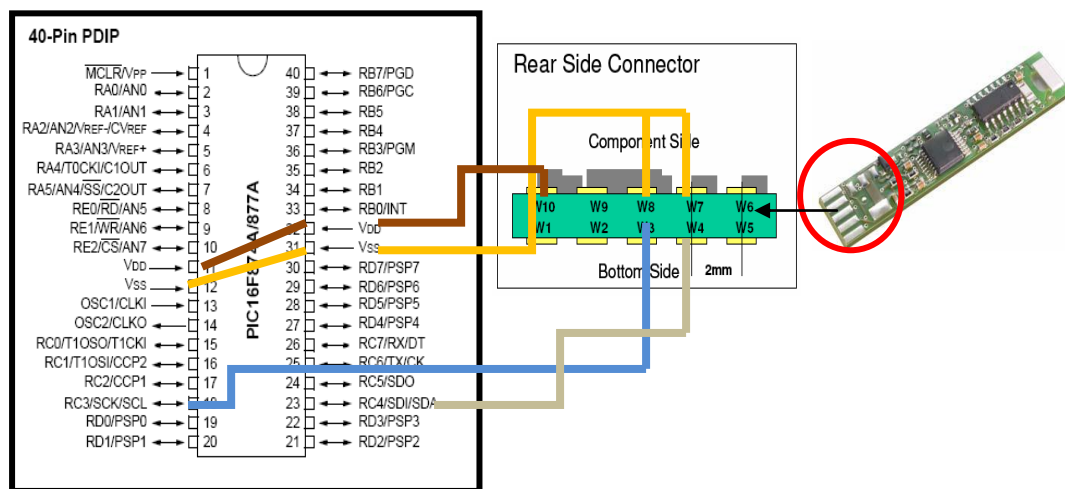 40-Pin PDIP
MCLR/VPP 1 40 RB7/PGD
RA0/AN0 2 39 RB6/PGC
RA1/AN1 3 38 RB5
RA2/AN2/VREF-/CVREF 4 37 RB4
RA3/AN3/VREF+ 5 36 RB3/PGM
RA4/T0CKI/C1OUT 6 35 RB2
RA5/AN4/SS/C2OUT 7 34 RB1
RE0/RD/AN5 8 33 RB0/INT
RE1/WR/AN6 9 32 VDD
RE2/CS/AN7 10 31 VSS
VDD 11 30 RD7/PSP7
VSS 12 29 RD6/PSP6
OSC1/CLKI 13 28 RD5/PSP5
OSC2/CLKO 14 27 RD4/PSP4
RC0/T1OSO/T1CKI 15 26 RC7/RX/DT
RC1/T1OSI/CCP2 16 25 RC6/TX/CK
RC2/CCP1 17 24 RC5/SDO
RC3/SCK/SCL 18 23 RC4/SDI/SDA
RD0/PSP0 19 22 RD3/PSP3
RD1/PSP1 20 21 RD2/PSP2
PIC16F874A/877A
Rear Side Connector
Component Side
W10 W9 W8 W7 W6
W1 W2 W3 W4 W5
Bottom Side 2mm